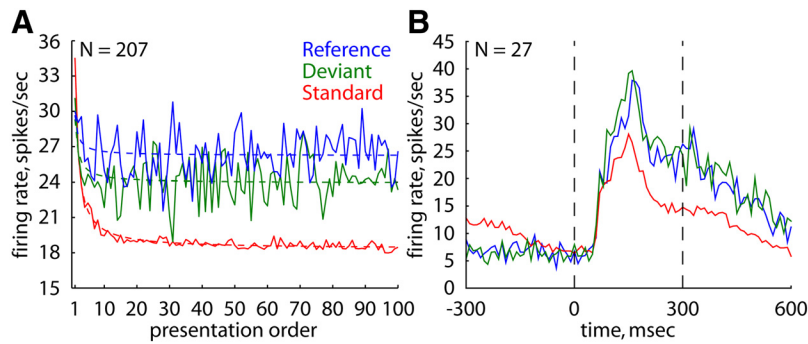 A
N = 207
Reference
Deviant
Standard
firing rate, spikes/sec
36
33
30
27
24
21
18
15
1 10 20 30 40 50 60 70 80 90 100
presentation order
B
N = 27
firing rate, spikes/sec
45
40
35
30
25
20
15
10
5
0
-300 0 300 600
time, msec